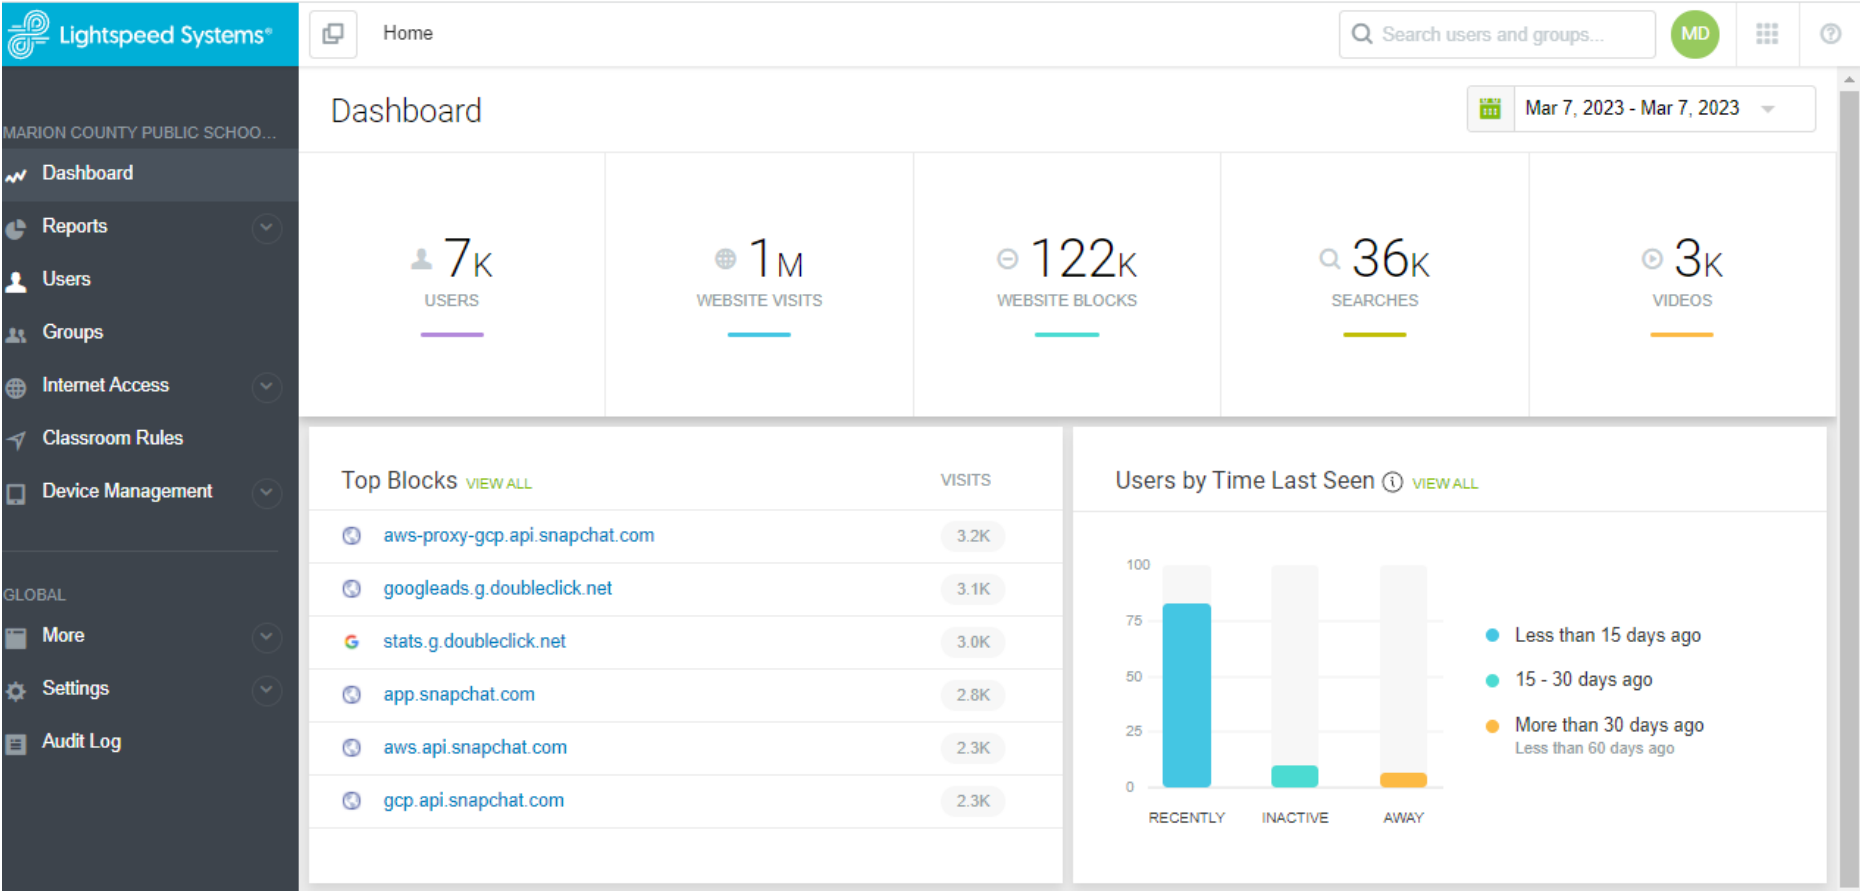 Lightspeed Systems®
Home
Search users and groups...
MD
MARION COUNTY PUBLIC SCHOO...
Dashboard
Reports
Users
Groups
Internet Access
Classroom Rules
Device Management
GLOBAL
More
Settings
Audit Log
Dashboard
Mar 7, 2023 - Mar 7, 2023
7K
USERS
1M
WEBSITE VISITS
122K
WEBSITE BLOCKS
36K
SEARCHES
3K
VIDEOS
Top Blocks VIEW ALL VISITS
aws-proxy-gcp.api.snapchat.com 3.2K
googleads.g.doubleclick.net 3.1K
stats.g.doubleclick.net 3.0K
app.snapchat.com 2.8K
aws.api.snapchat.com 2.3K
gcp.api.snapchat.com 2.3K
Users by Time Last Seen VIEW ALL
100
75
50
25
0
RECENTLY INACTIVE AWAY
Less than 15 days ago
15 - 30 days ago
More than 30 days ago
Less than 60 days ago